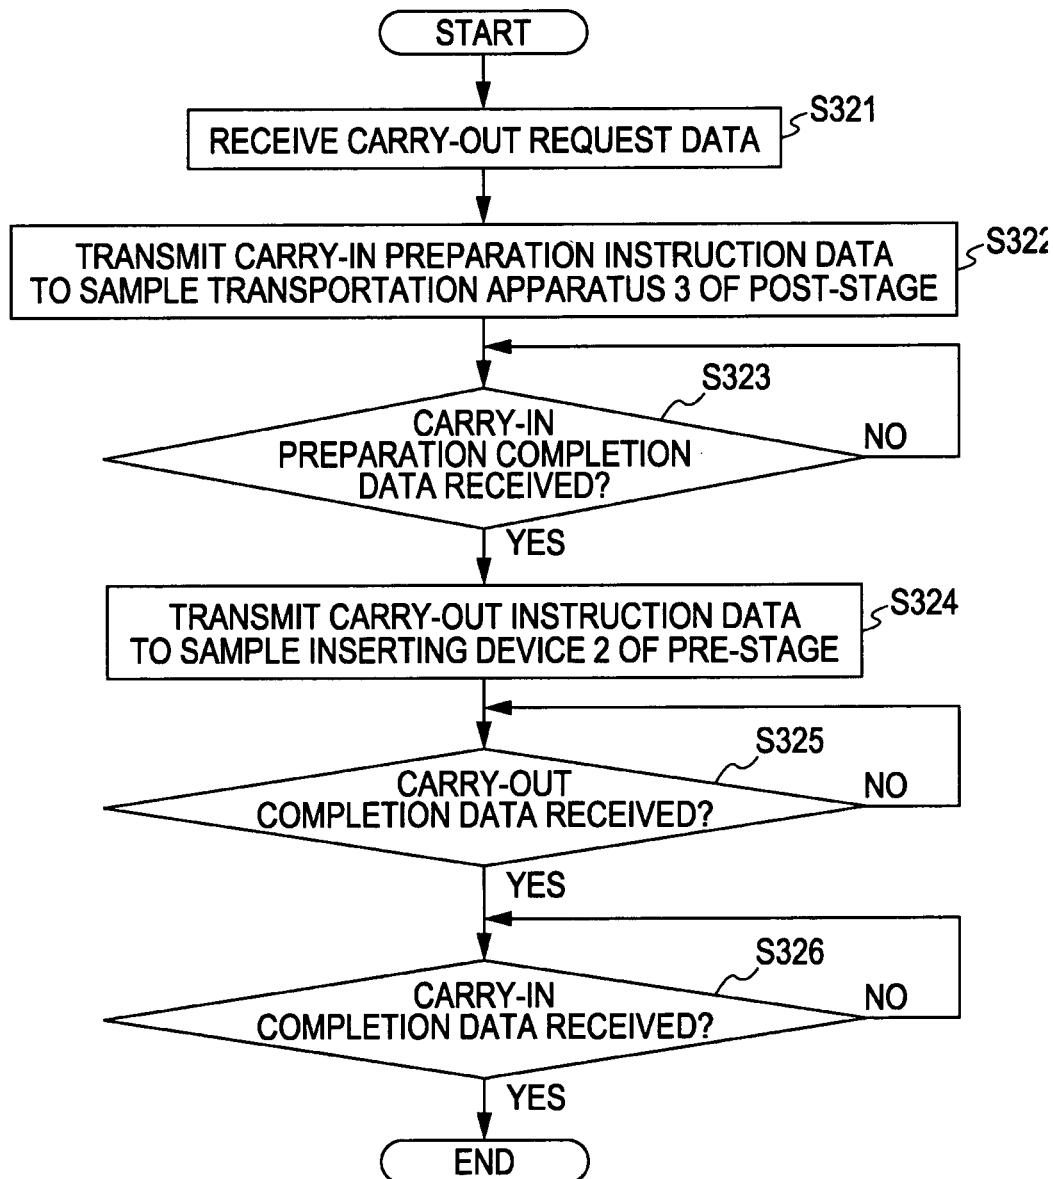 START
RECEIVE CARRY-OUT REQUEST DATA
S321
TRANSMIT CARRY-IN PREPARATION INSTRUCTION DATA
TO SAMPLE TRANSPORTATION APPARATUS 3 OF POST-STAGE
S322
CARRY-IN
PREPARATION COMPLETION
DATA RECEIVED?
S323
NO
YES
TRANSMIT CARRY-OUT INSTRUCTION DATA
TO SAMPLE INSERTING DEVICE 2 OF PRE-STAGE
S324
CARRY-OUT
COMPLETION DATA RECEIVED?
S325
NO
YES
CARRY-IN
COMPLETION DATA RECEIVED?
S326
NO
YES
END